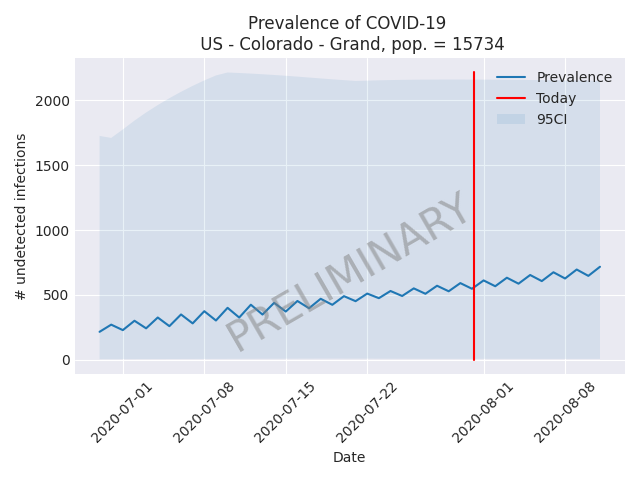 Prevalence of COVID-19
US - Colorado - Grand, pop. = 15734
Prevalence
Today
95CI
# undetected infections
2000
1500
1000
500
0
PRELIMINARY
2020-07-01
2020-07-08
2020-07-15
2020-07-22
2020-08-01
2020-08-08
Date